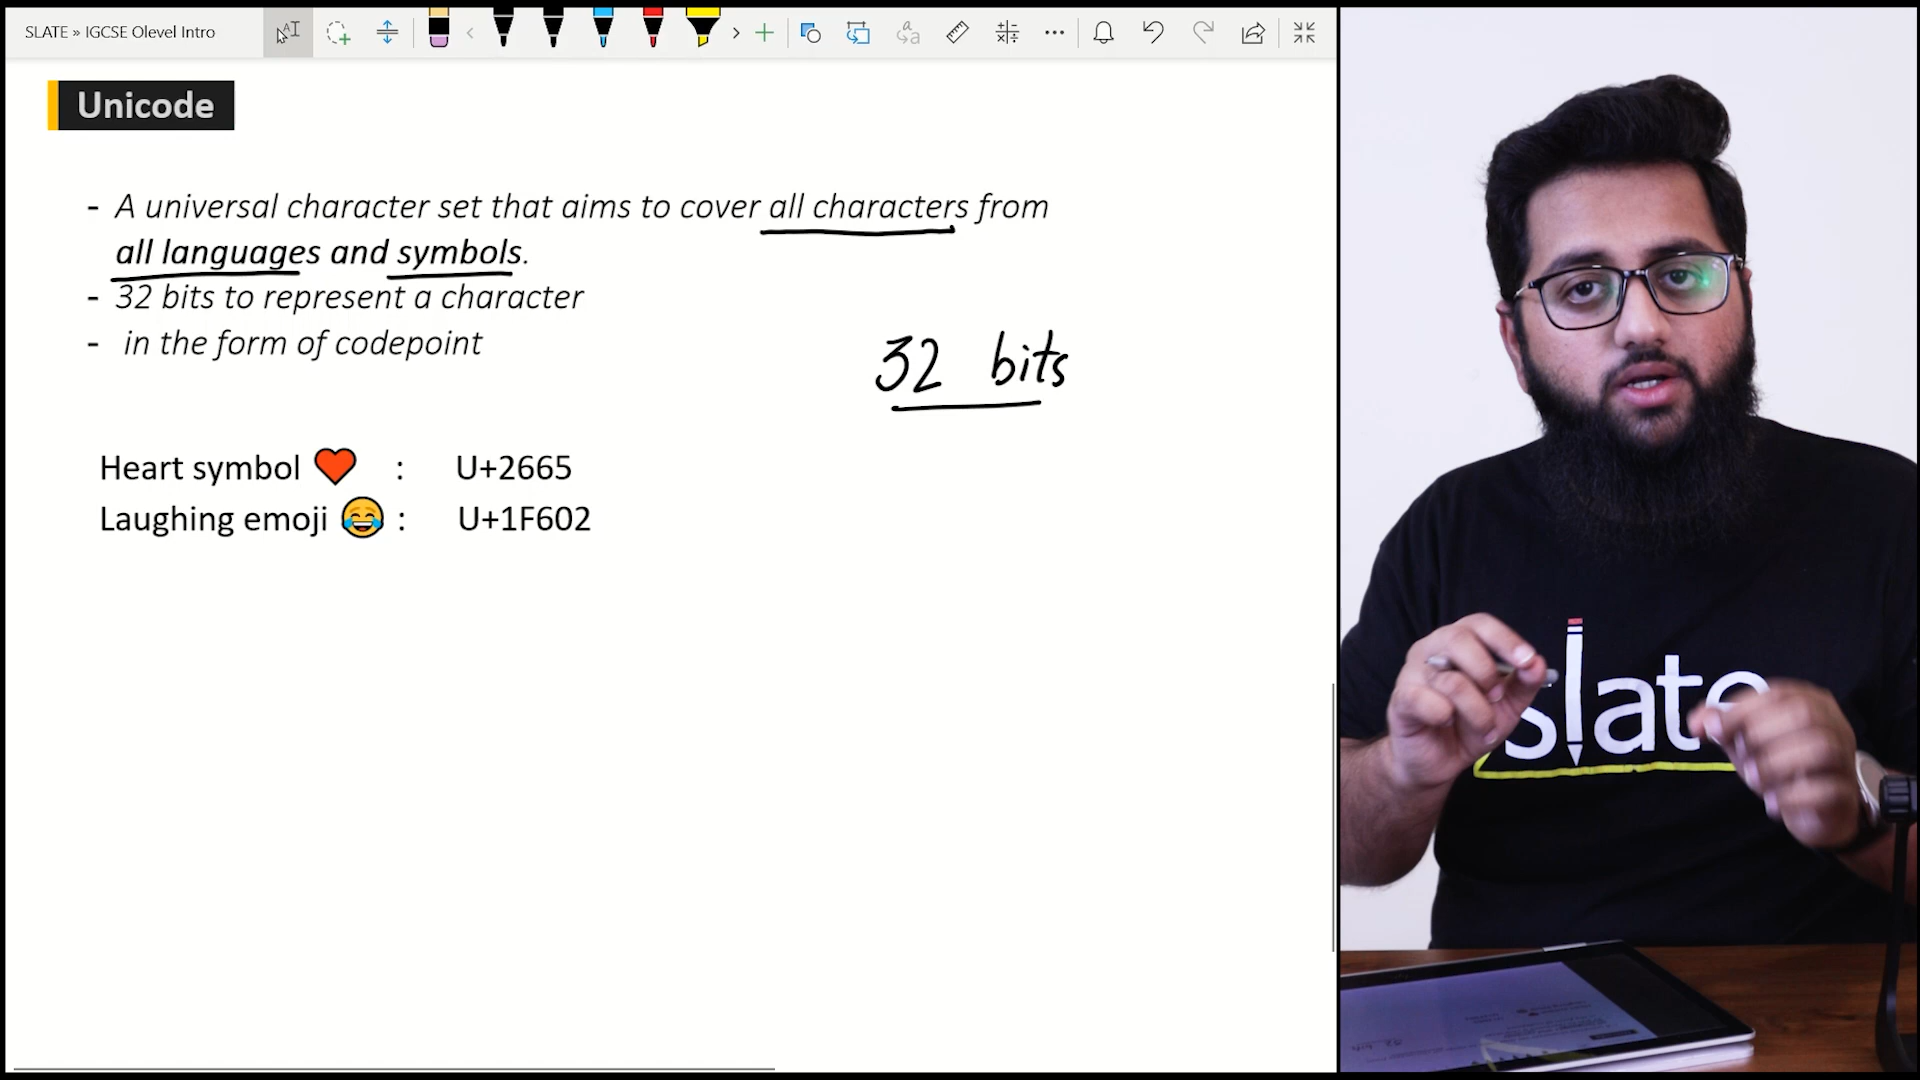 SLATE » IGCSE Olevel Intro
Unicode
- A universal character set that aims to cover all characters from
all languages and symbols.
- 32 bits to represent a character
- in the form of codepoint
32 bits
Heart symbol ❤️ : U+2665
Laughing emoji 😂 : U+1F602
slate